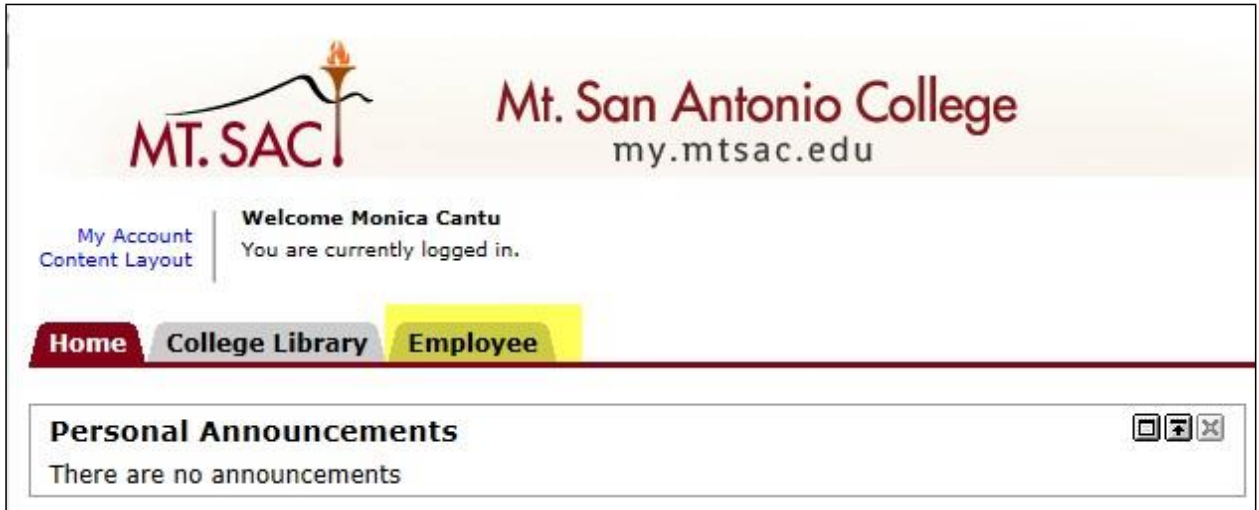 MT. SAC
Mt. San Antonio College
my.mtsac.edu
My Account
Content Layout
Welcome Monica Cantu
You are currently logged in.
Home College Library Employee
Personal Announcements
There are no announcements